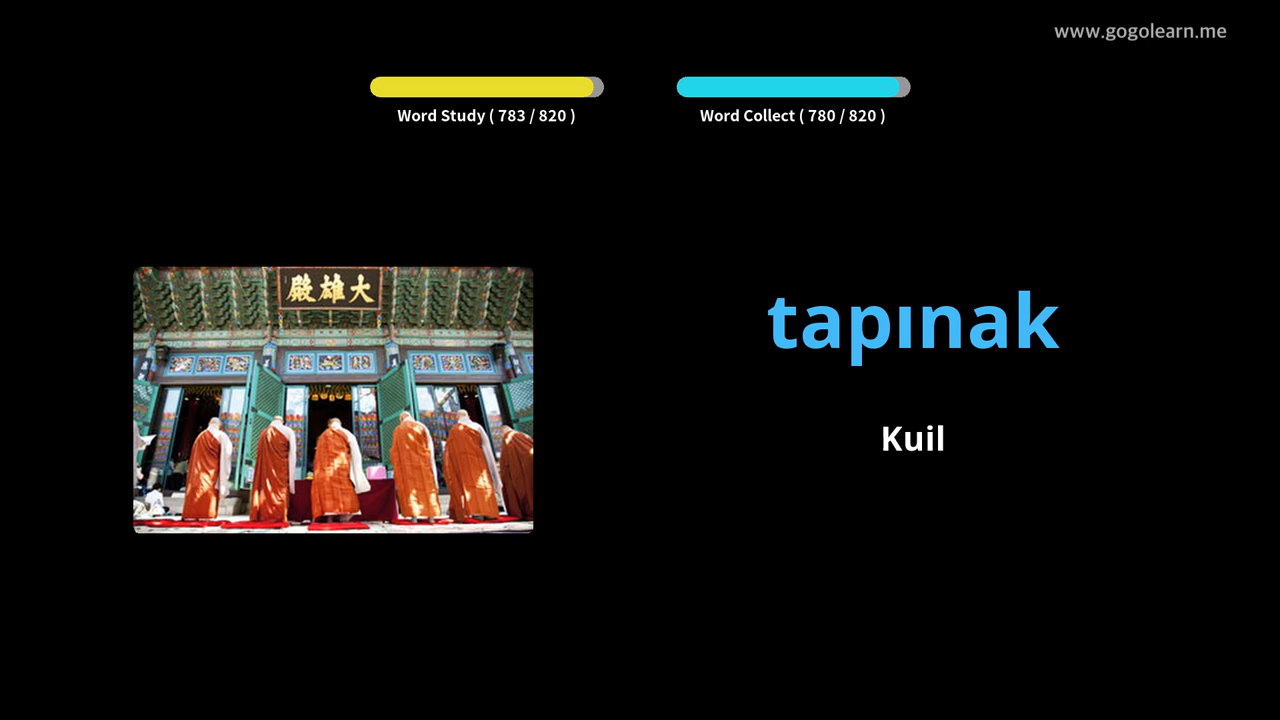 www.gogolearn.me
Word Study ( 783 / 820 )
Word Collect ( 780 / 820 )
殿雄大
tapınak
Kuil